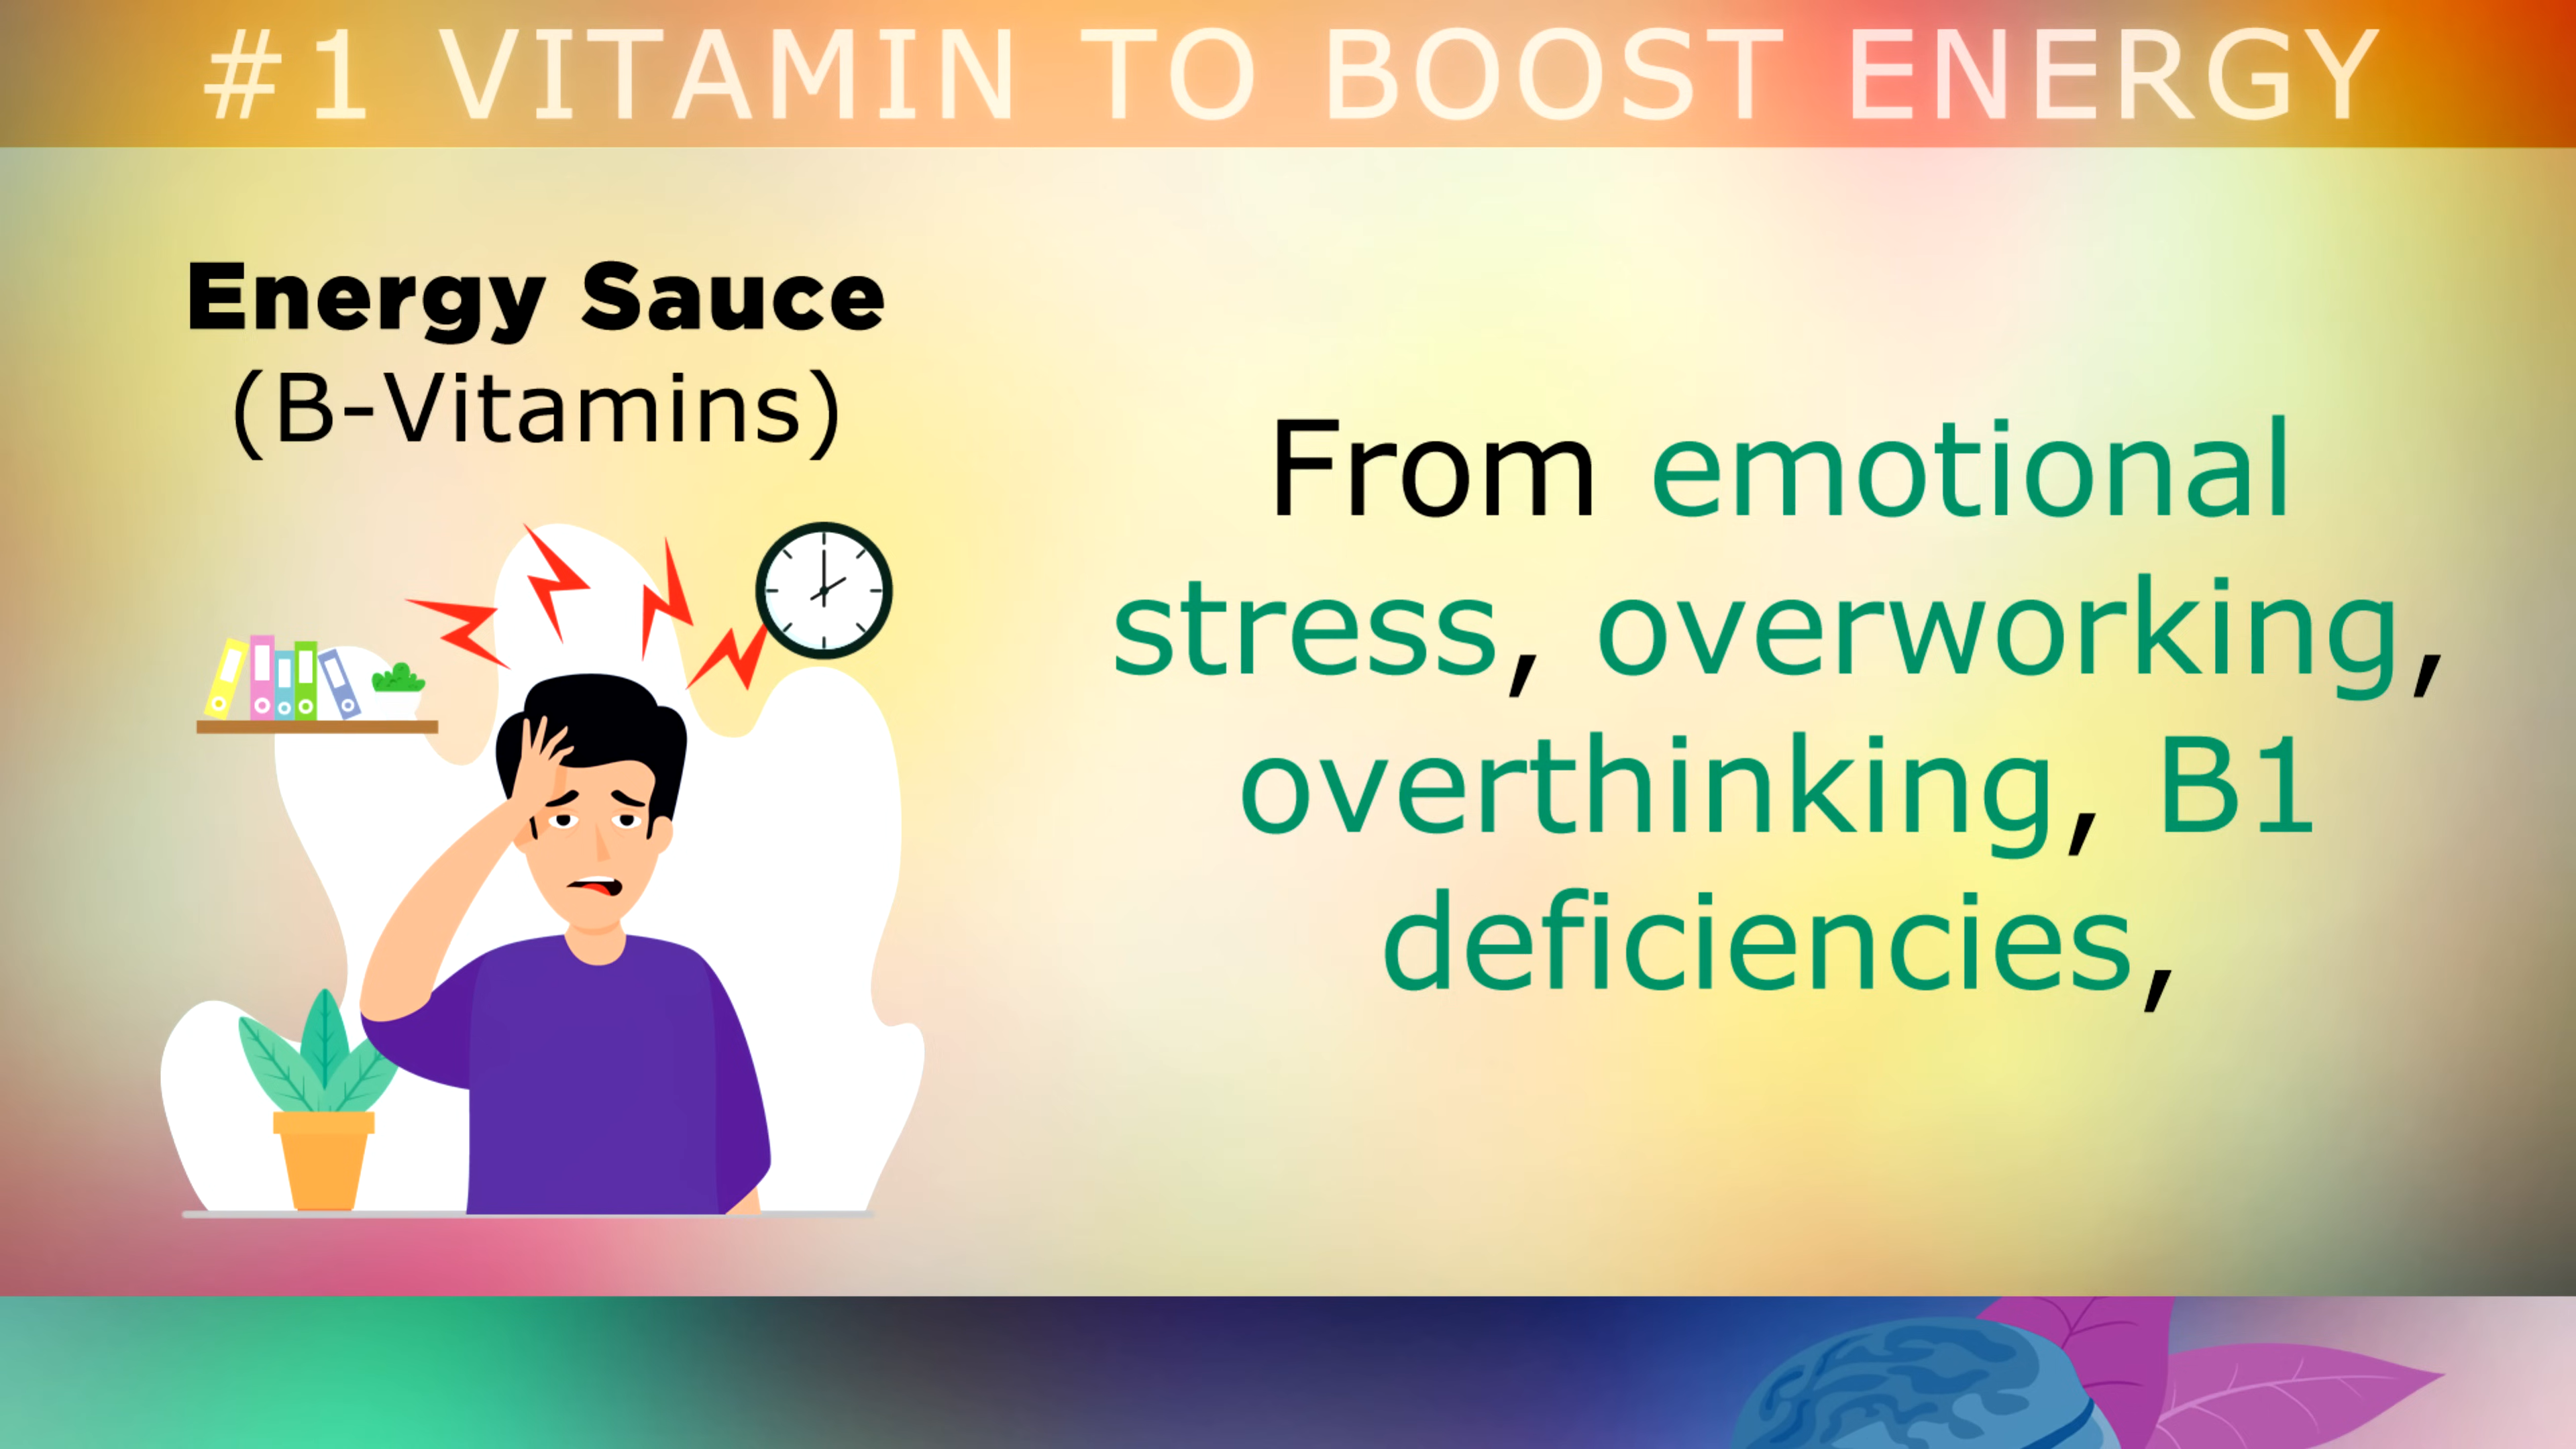 #1 VITAMIN TO BOOST ENERGY
Energy Sauce
(B-Vitamins)
From emotional
stress, overworking,
overthinking, B1
deficiencies,